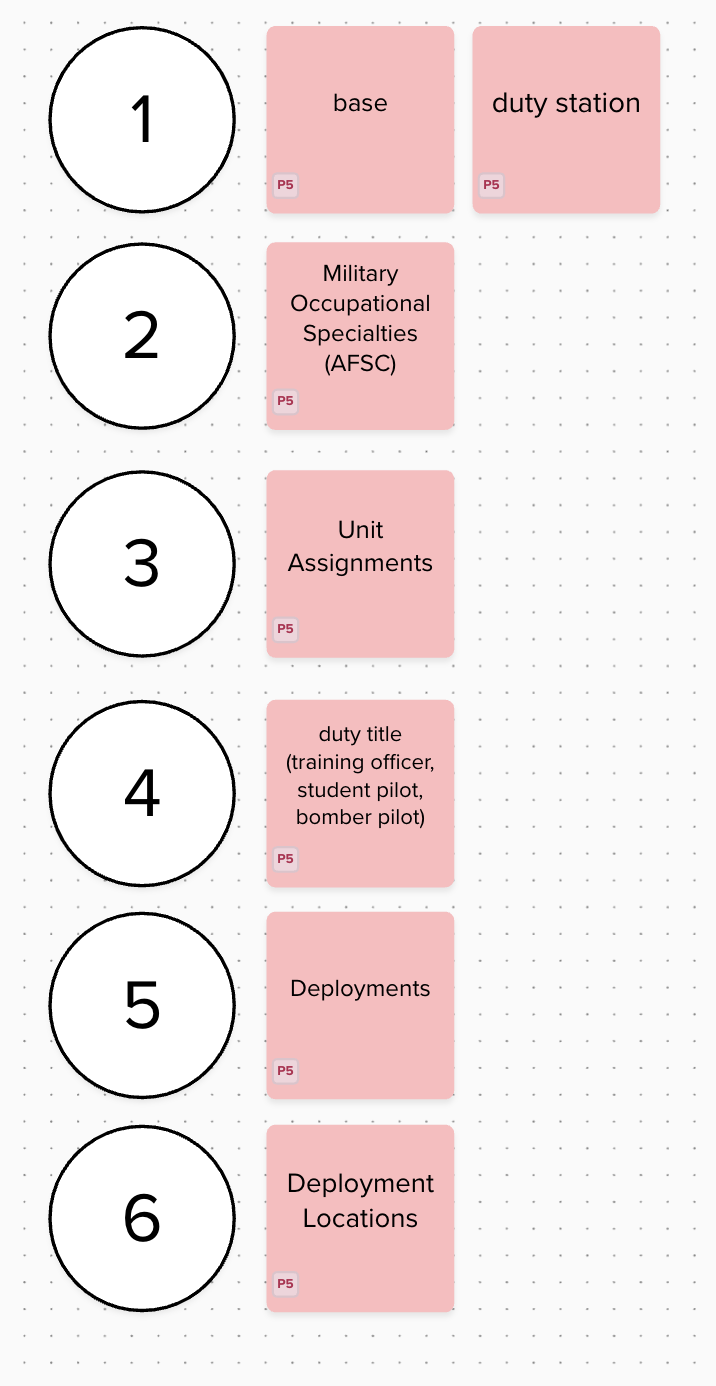 1
base
P5
duty station
P5
2
Military
Occupational
Specialties
(AFSC)
P5
3
Unit
Assignments
P5
4
duty title
(training officer,
student pilot,
bomber pilot)
P5
5
Deployments
P5
6
Deployment
Locations
P5